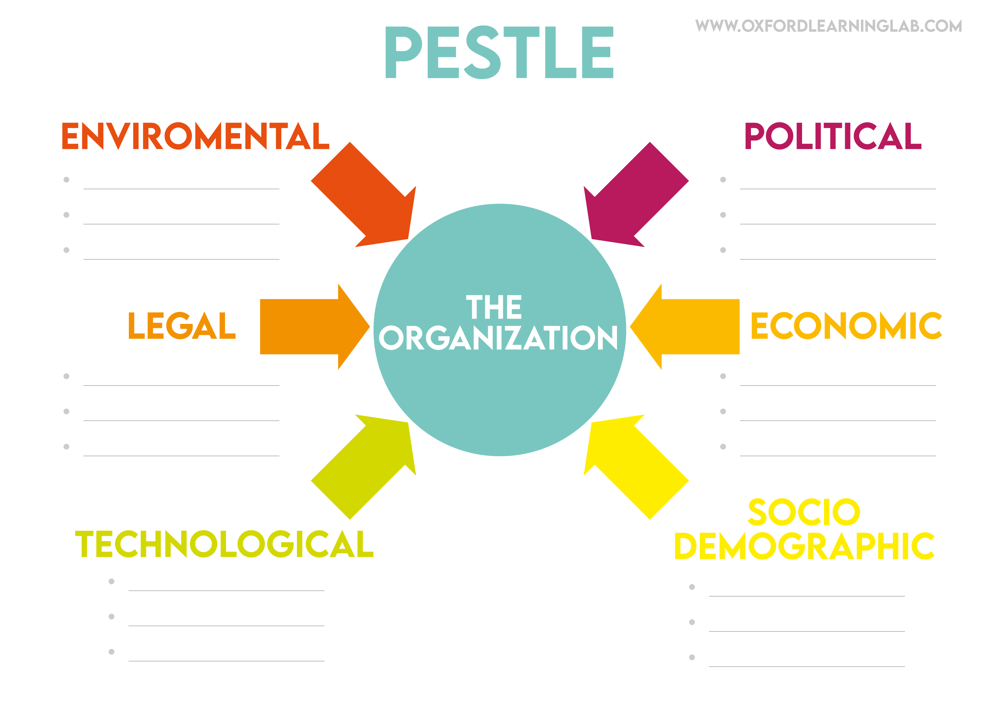 WWW.OXFORDLEARNINGLAB.COM
PESTLE
ENVIROMENTAL
POLITICAL
THE
ORGANIZATION
LEGAL
ECONOMIC
TECHNOLOGICAL
SOCIO
DEMOGRAPHIC